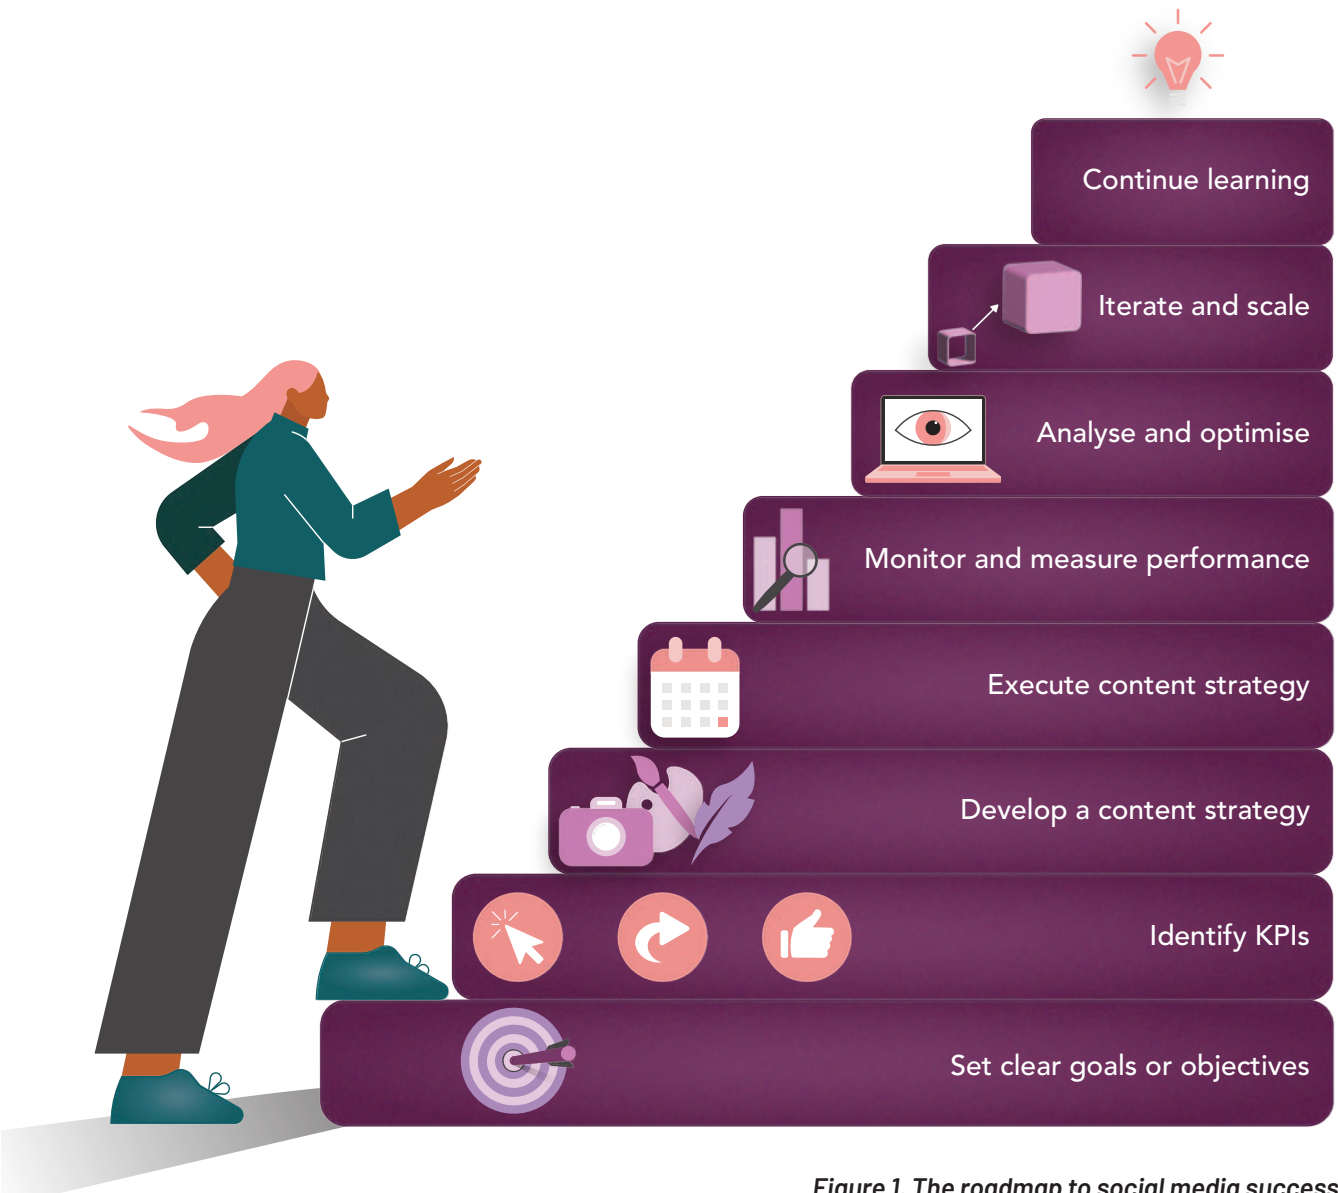 Continue learning
Iterate and scale
Analyse and optimise
Monitor and measure performance
Execute content strategy
Develop a content strategy
Identify KPIs
Set clear goals or objectives
Figure 1. The roadmap to social media success